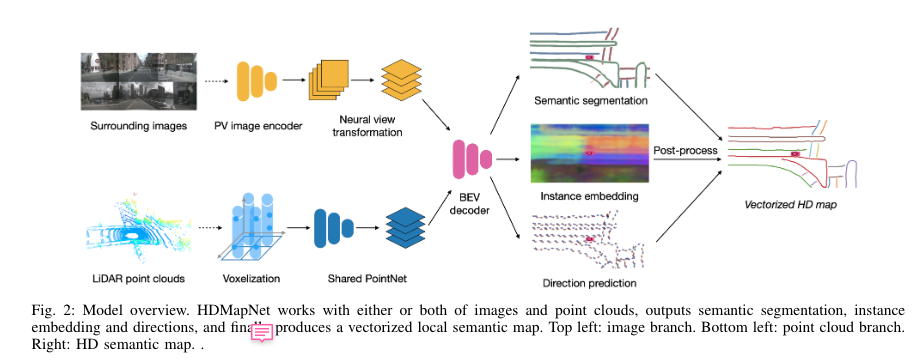 Surrounding images
PV image encoder
Neural view
transformation
Semantic segmentation
BEV
decoder
Instance embedding
Post-process
Vectorized HD map
LiDAR point clouds
Voxelization
Shared PointNet
Direction prediction
Fig. 2: Model overview. HDMapNet works with either or both of images and point clouds, outputs semantic segmentation, instance
embedding and directions, and produces a vectorized local semantic map. Top left: image branch. Bottom left: point cloud branch.
Right: HD semantic map. .